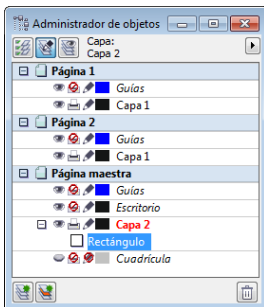 Administrador de objetos
Capa:
Capa 2
Página 1
Guías
Capa 1
Página 2
Guías
Capa 1
Página maestra
Guías
Escritorio
Capa 2
Rectángulo
Cuadrícula